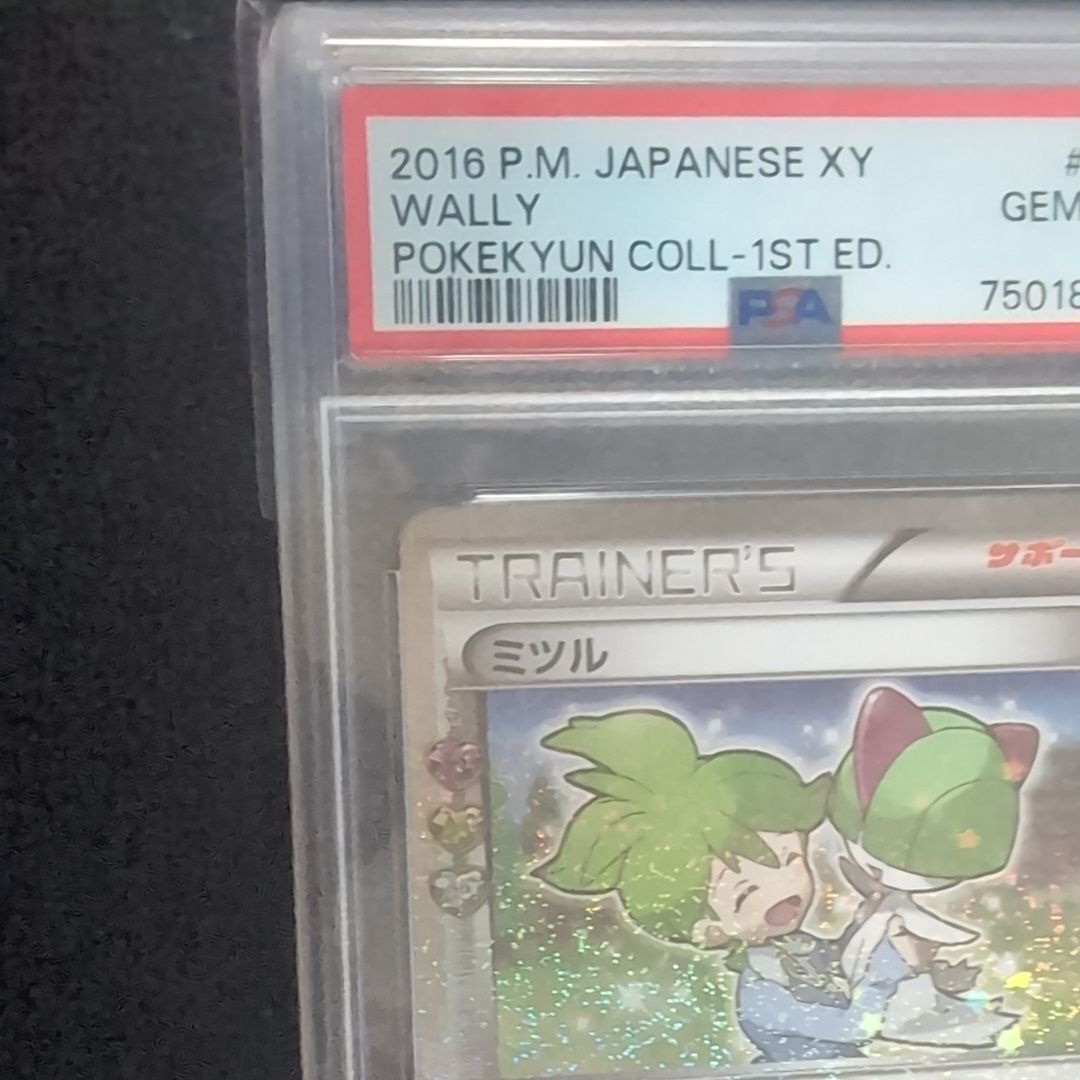 2016 P.M. JAPANESE XY #
WALLY GEM
POKEKYUN COLL-1ST ED.
75018
PSA
TRAINER'S サポー
ミツル